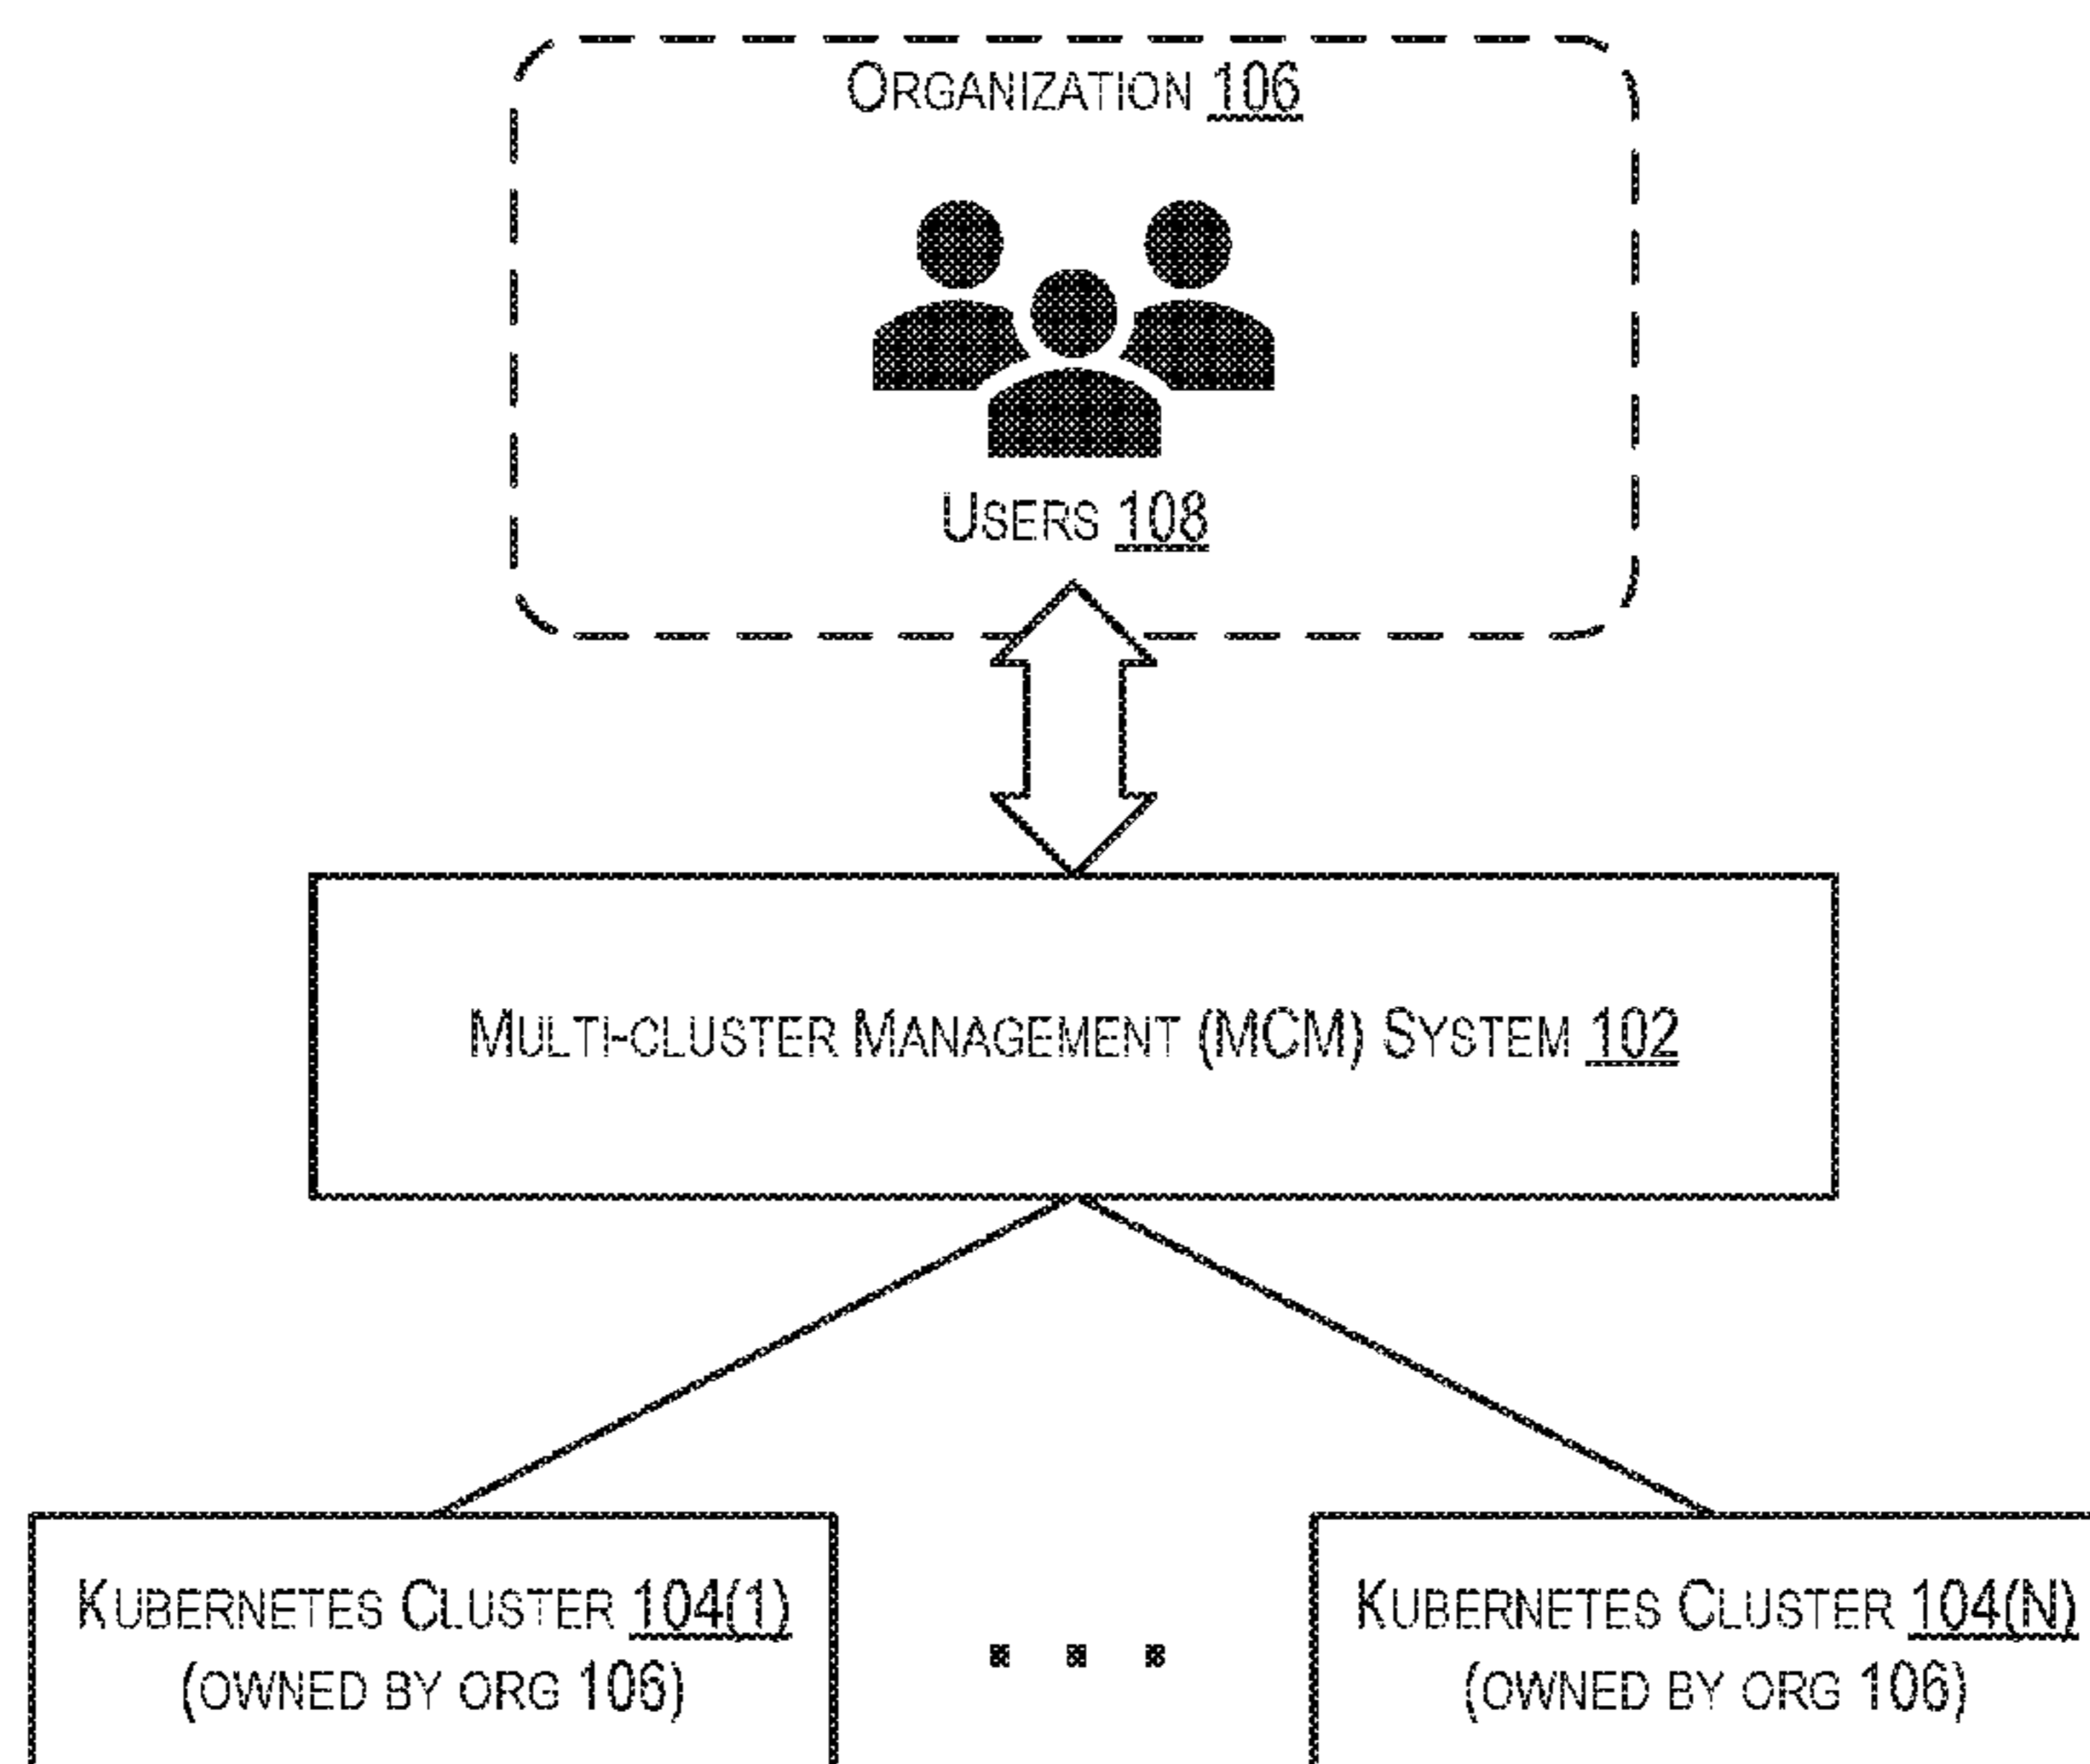 ORGANIZATION 106
USERS 108
MULTI-CLUSTER MANAGEMENT (MCM) SYSTEM 102
KUBERNETES CLUSTER 104(1)
(OWNED BY ORG 106)
KUBERNETES CLUSTER 104(N)
(OWNED BY ORG 106)